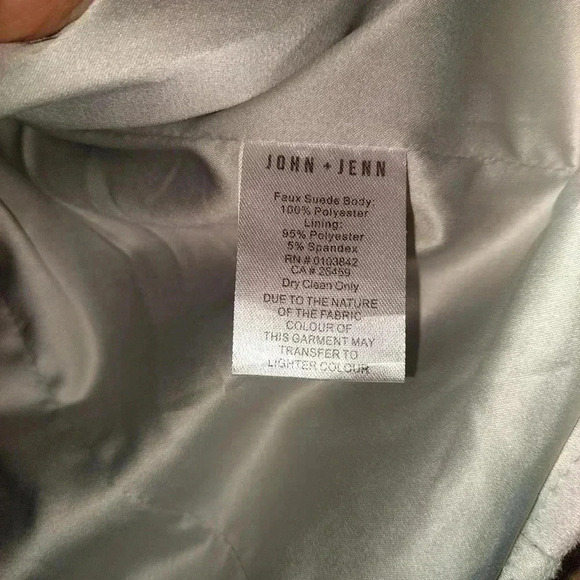 JOHN + JENN
Faux Suede Body:
100% Polyester
Lining:
95% Polyester
5% Spandex
RN # 0103842
CA # 25459
Dry Clean Only
DUE TO THE NATURE
OF THE FABRIC
COLOUR OF
THIS GARMENT MAY
TRANSFER TO
LIGHTER COLOUR